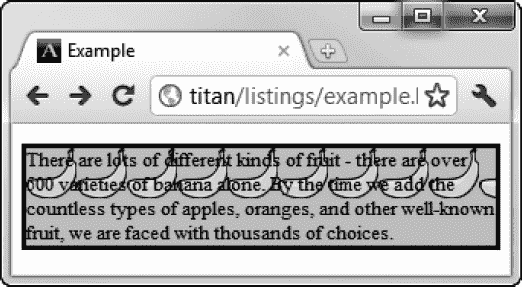 Example
titan/listings/example.
There are lots of different kinds of fruit - there are over
600 varieties of banana alone. By the time we add the
countless types of apples, oranges, and other well-known
fruit, we are faced with thousands of choices.